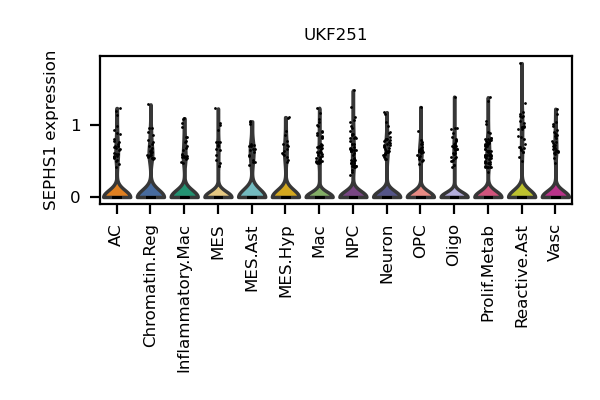 UKF251
SEPHS1 expression
1
0
AC
Chromatin.Reg
Inflammatory.Mac
MES
MES.Ast
MES.Hyp
Mac
NPC
Neuron
OPC
Oligo
Prolif.Metab
Reactive.Ast
Vasc